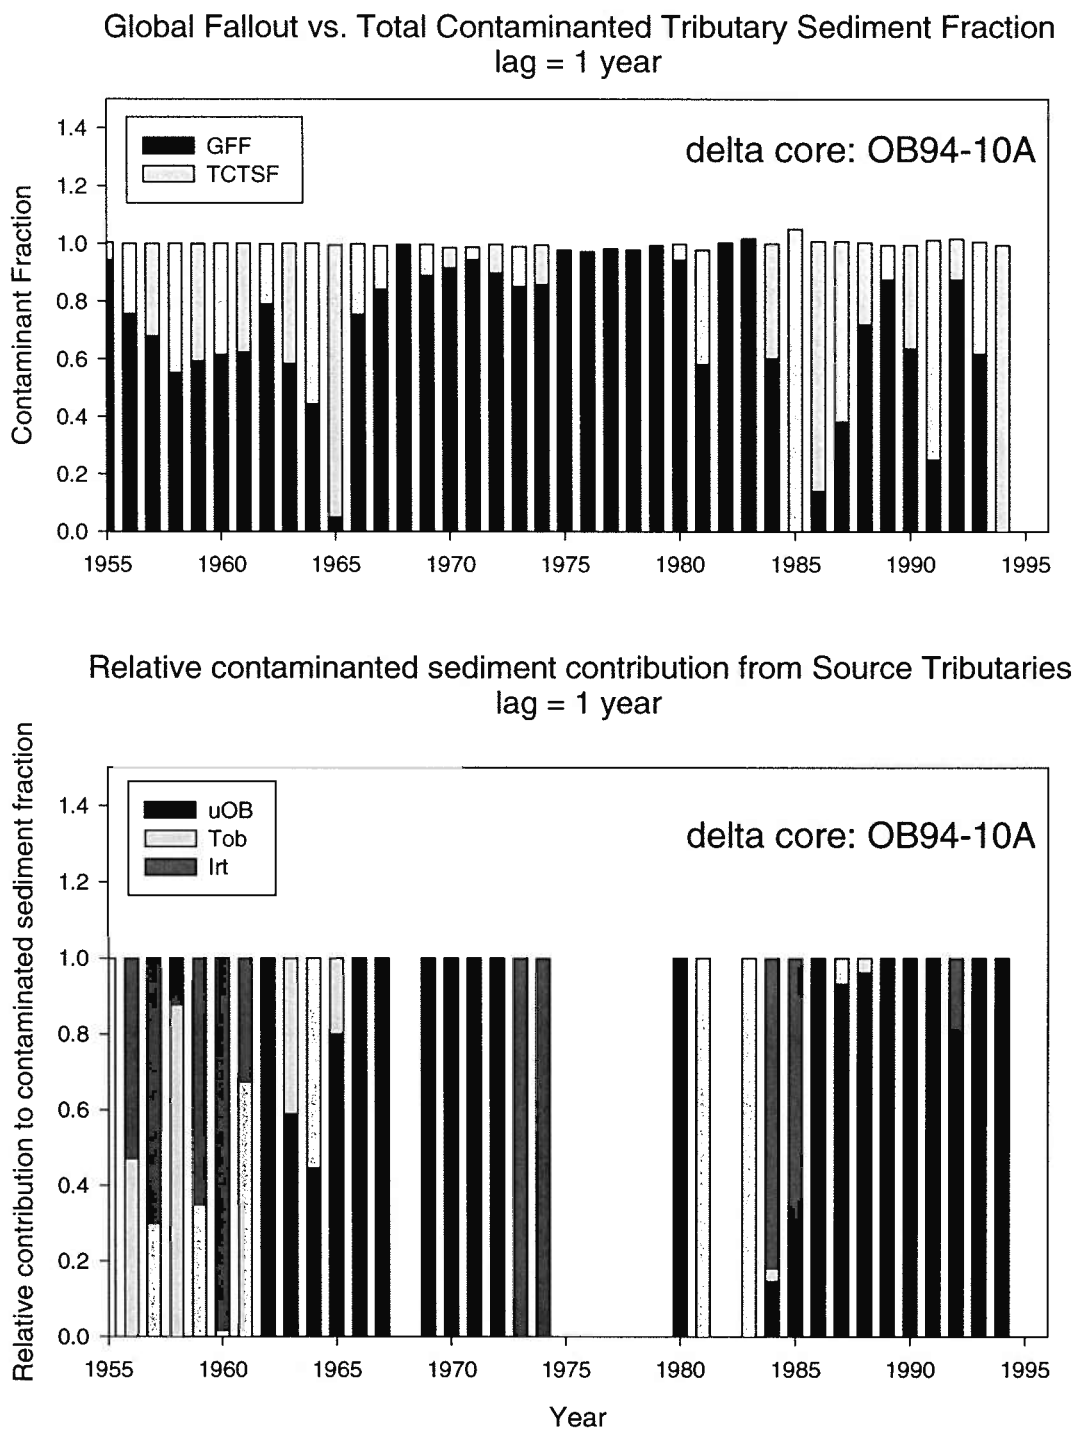 Global Fallout vs. Total Contaminanted Tributary Sediment Fraction
lag = 1 year
Contaminant Fraction
1.4
1.2
1.0
0.8
0.6
0.4
0.2
0.0
GFF
TCTSF
delta core: OB94-10A
1955 1960 1965 1970 1975 1980 1985 1990 1995
Relative contaminanted sediment contribution from Source Tributaries
lag = 1 year
Relative contribution to contaminated sediment fraction
1.4
1.2
1.0
0.8
0.6
0.4
0.2
0.0
uOB
Tob
Irt
delta core: OB94-10A
1955 1960 1965 1970 1975 1980 1985 1990 1995
Year